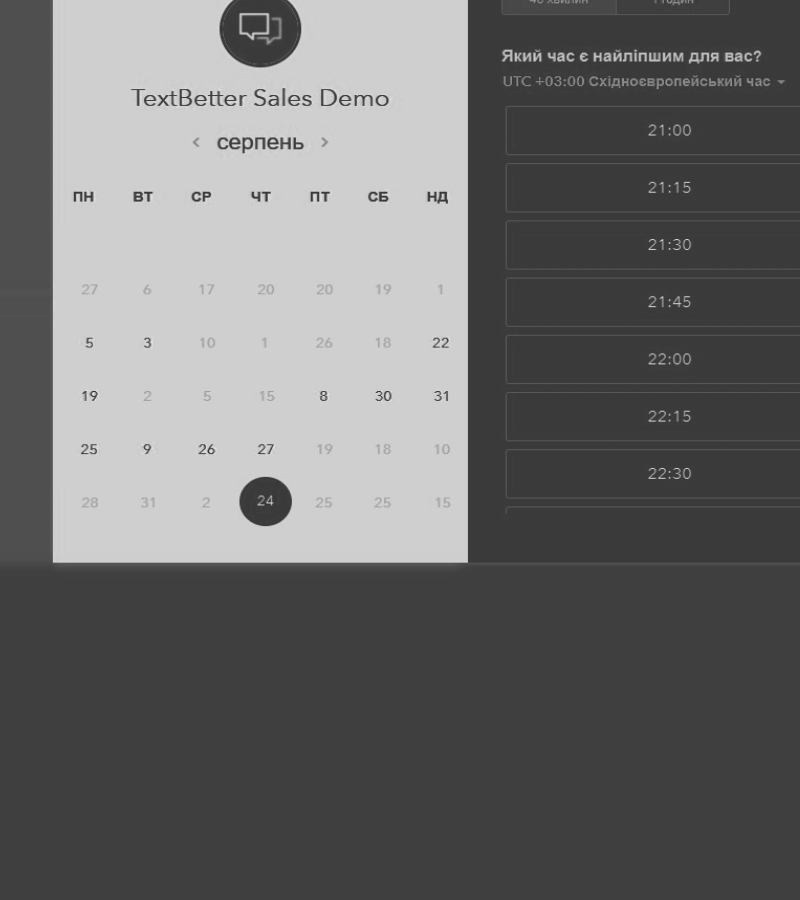 TextBetter Sales Demo
серпень
ПН ВТ СР ЧТ ПТ СБ НД
27 6 17 20 20 19 1
5 3 10 1 26 18 22
19 2 5 15 8 30 31
25 9 26 27 19 18 10
28 31 2 24 25 25 15
Який час є найліпшим для вас?
UTC +03:00 Східноєвропейський час
21:00
21:15
21:30
21:45
22:00
22:15
22:30